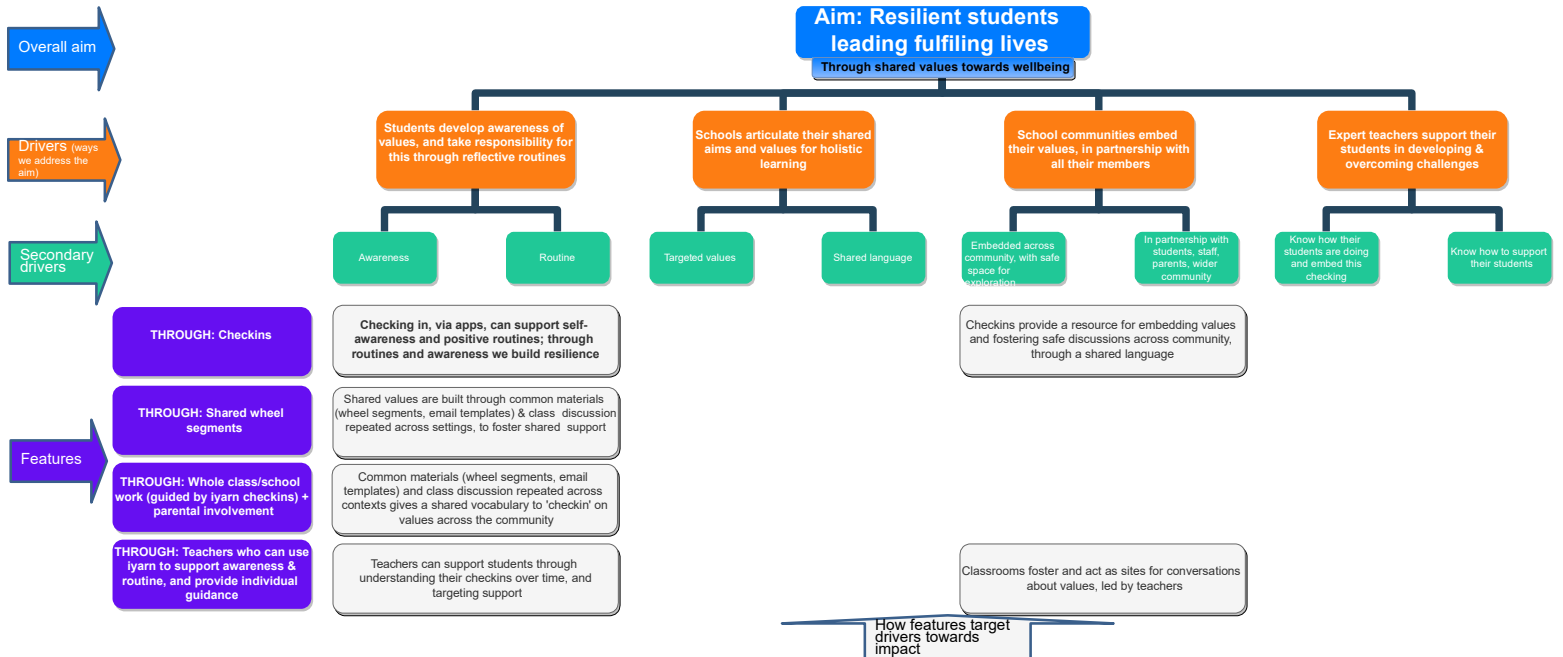 Overall aim
Aim: Resilient students
leading fulfiling lives
Through shared values towards wellbeing
Drivers (ways
we address the
aim)
Students develop awareness of
values, and take responsibility for
this through reflective routines
Schools articulate their shared
aims and values for holistic
learning
School communities embed
their values, in partnership with
all their members
Expert teachers support their
students in developing &
overcoming challenges
Secondary
drivers
Awareness
Routine
Targeted values
Shared language
Embedded across
community, with safe
space for
exploration
In partnership with
students, staff,
parents, wider
community
Know how their
students are doing
and embed this
checking
Know how to support
their students
Features
THROUGH: Checkins
Checking in, via apps, can support self-
awareness and positive routines; through
routines and awareness we build resilience
Checkins provide a resource for embedding values
and fostering safe discussions across community,
through a shared language
THROUGH: Shared wheel
segments
Shared values are built through common materials
(wheel segments, email templates) & class discussion
repeated across settings, to foster shared support
THROUGH: Whole class/school
work (guided by iyarn checkins) +
parental involvement
Common materials (wheel segments, email
templates) and class discussion repeated across
contexts gives a shared vocabulary to 'checkin' on
values across the community
THROUGH: Teachers who can use
iyarn to support awareness &
routine, and provide individual
guidance
Teachers can support students through
understanding their checkins over time, and
targeting support
Classrooms foster and act as sites for conversations
about values, led by teachers
How features target
drivers towards
impact